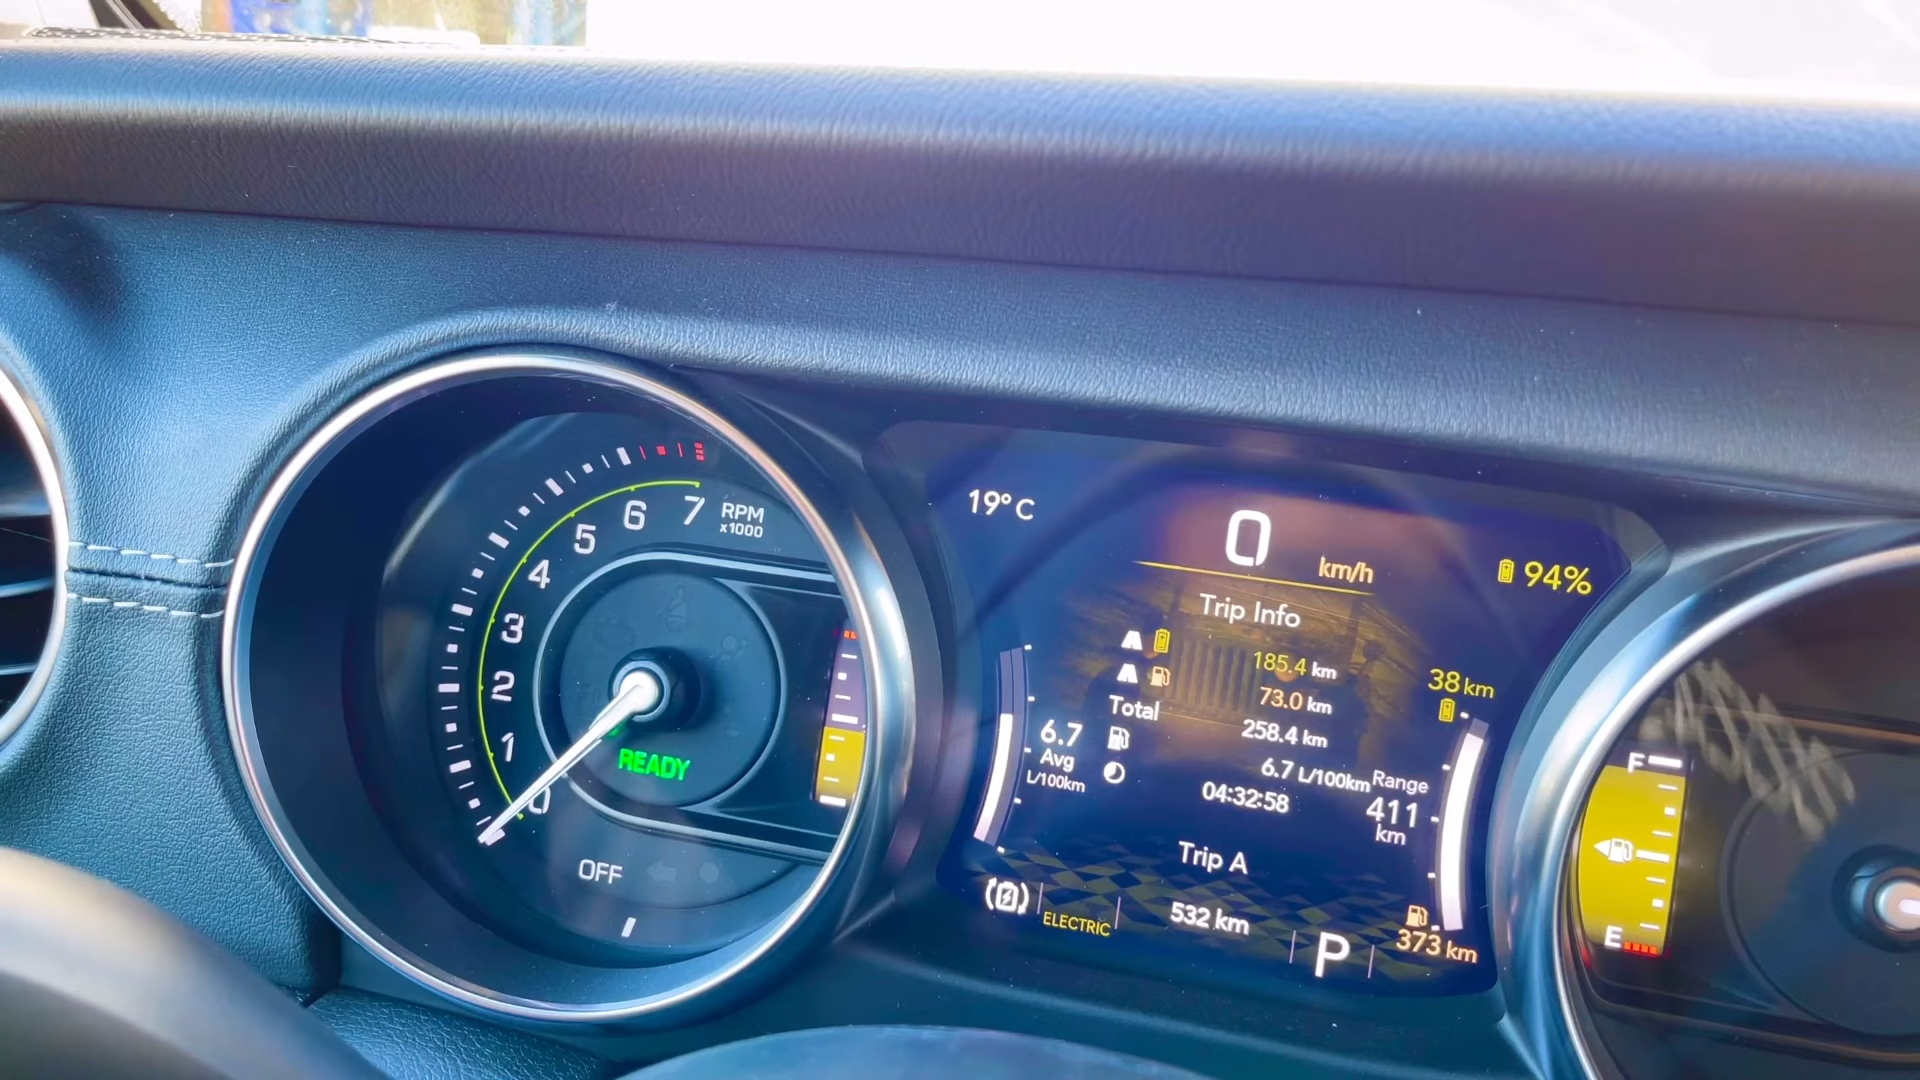 7
6
5
4
3
2
1
0
RPM
x1000
READY
OFF
19° C
0
km/h
94%
Trip Info
185.4 km
73.0 km
Total
258.4 km
6.7 L/100km
04:32:58
6.7
Avg
L/100km
38 km
Range
411
km
Trip A
ELECTRIC
532 km
P
373 km
F
E